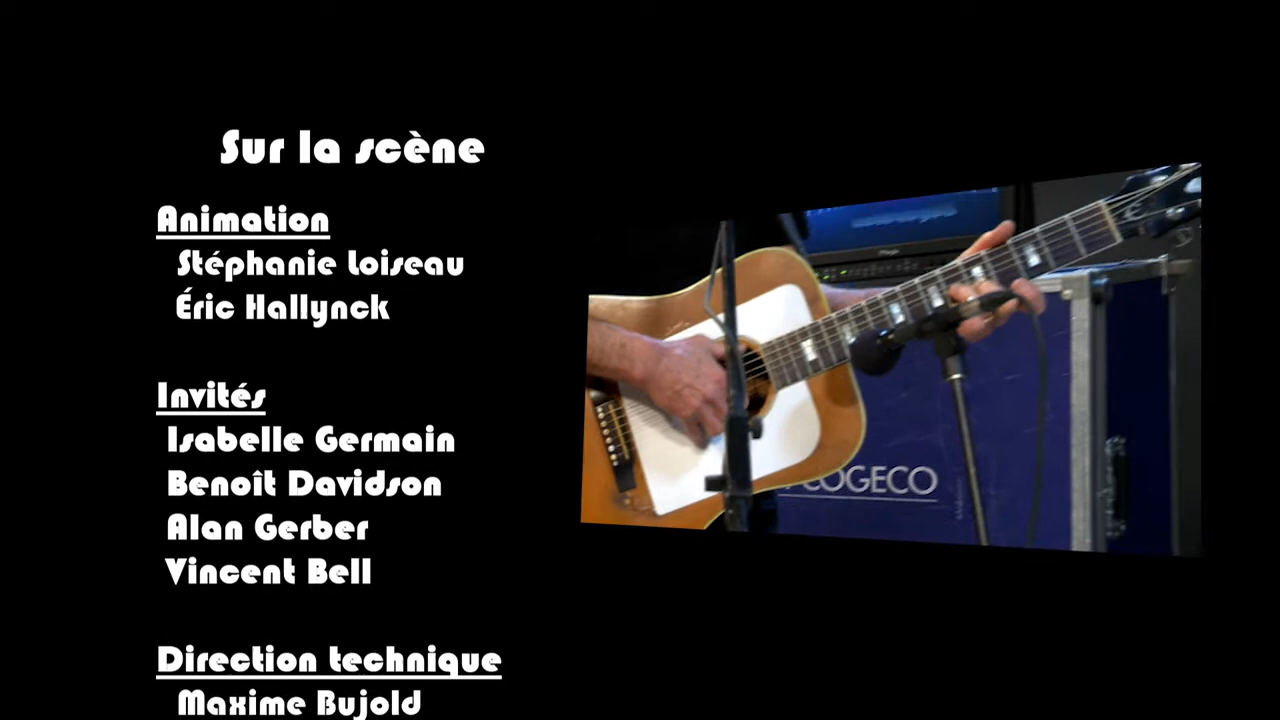 Sur la scène
Animation
Stéphanie Loiseau
Éric Hallynck
Invités
Isabelle Germain
Benoît Davidson
Alan Gerber
Vincent Bell
Direction technique
Maxime Bujold
COGECO